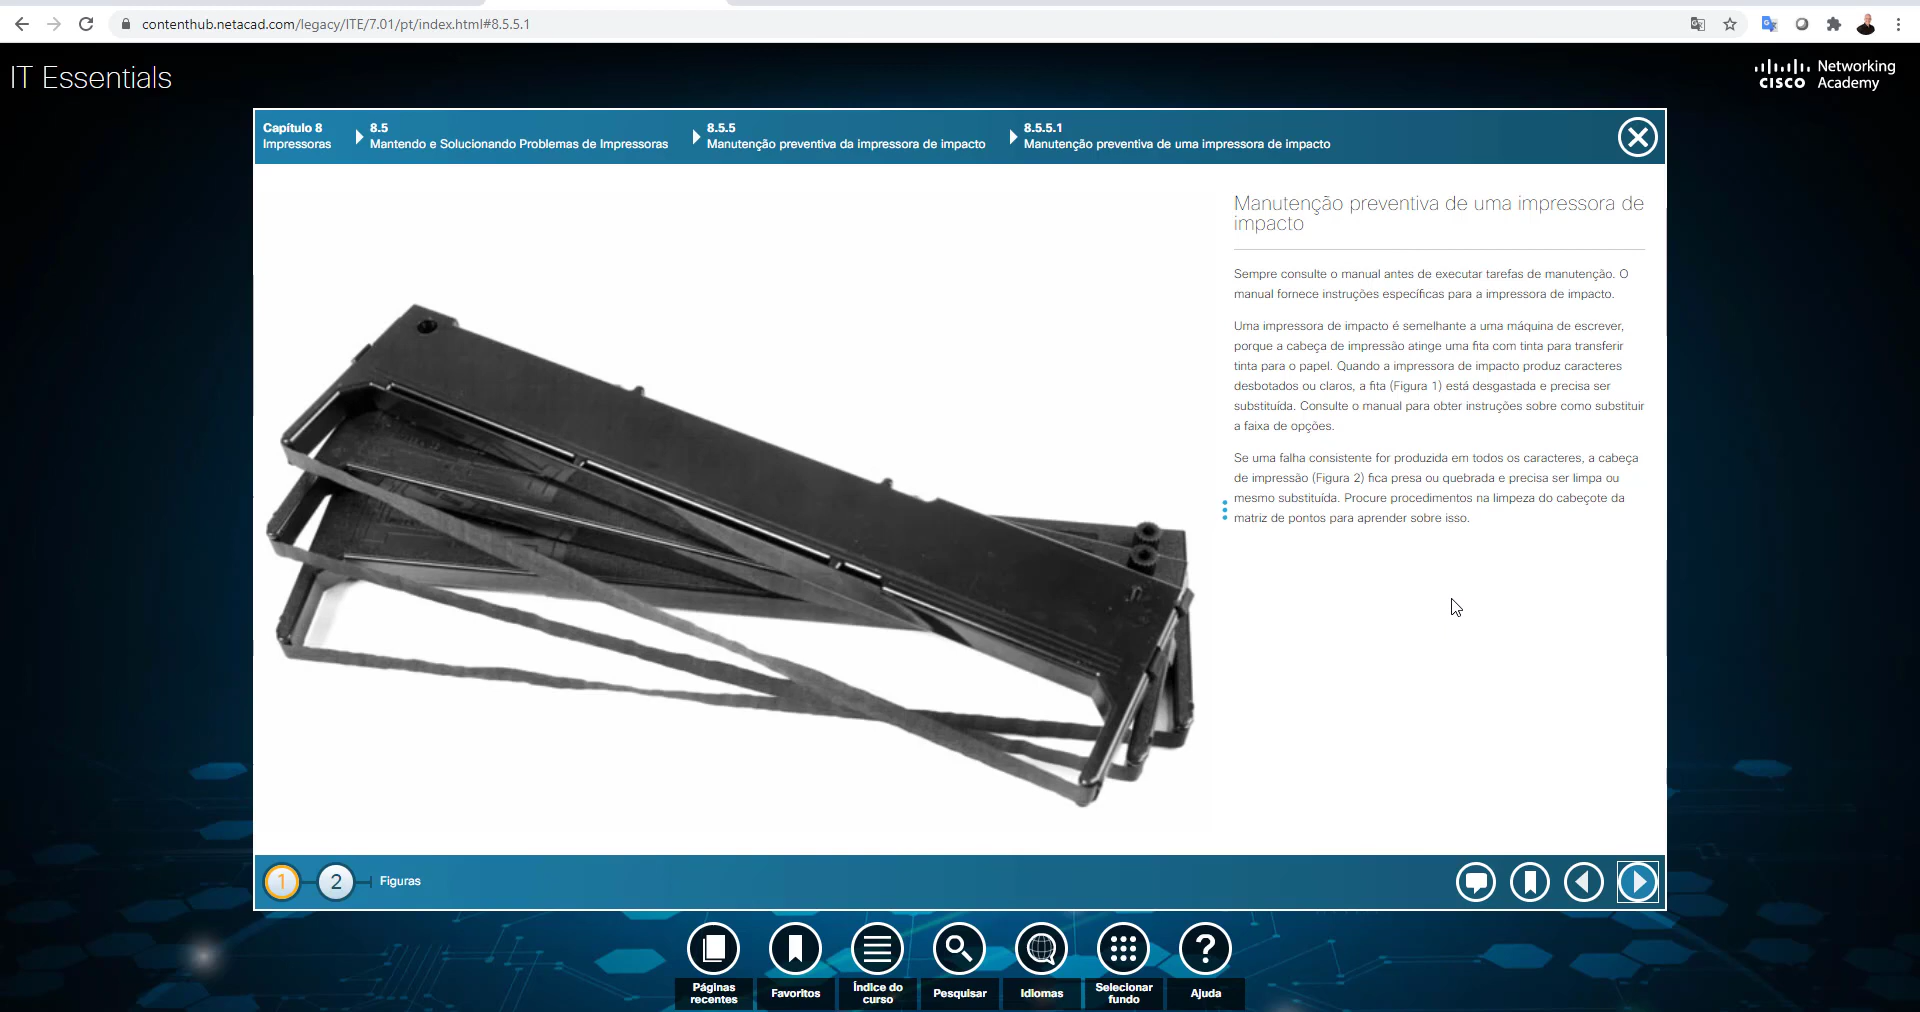 contenthub.netacad.com/legacy/ITE/7.01/pt/index.html#8.5.5.1
IT Essentials
CISCO Networking Academy
Capítulo 8
Impressoras
8.5
Mantendo e Solucionando Problemas de Impressoras
8.5.5
Manutenção preventiva da impressora de impacto
8.5.5.1
Manutenção preventiva de uma impressora de impacto
Manutenção preventiva de uma impressora de
impacto
Sempre consulte o manual antes de executar tarefas de manutenção. O
manual fornece instruções específicas para a impressora de impacto.
Uma impressora de impacto é semelhante a uma máquina de escrever,
porque a cabeça de impressão atinge uma fita com tinta para transferir
tinta para o papel. Quando a impressora de impacto produz caracteres
desbotados ou claros, a fita (Figura 1) está desgastada e precisa ser
substituída. Consulte o manual para obter instruções sobre como substituir
a faixa de opções.
Se uma falha consistente for produzida em todos os caracteres, a cabeça
de impressão (Figura 2) fica presa ou quebrada e precisa ser limpa ou
mesmo substituída. Procure procedimentos na limpeza do cabeçote da
matriz de pontos para aprender sobre isso.
1 2 Figuras
Páginas recentes
Favoritos
Índice do curso
Pesquisar
Idiomas
Selecionar fundo
Ajuda